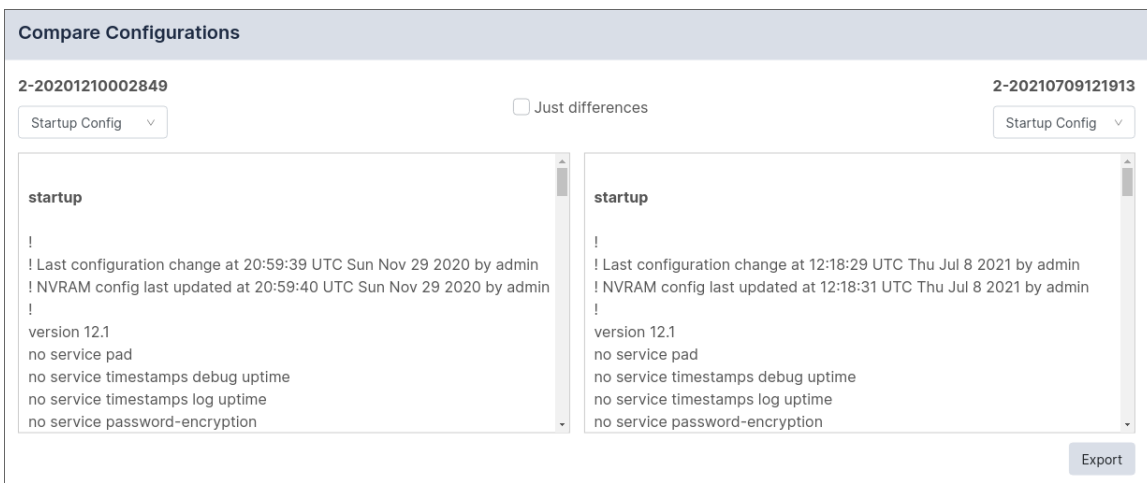 Compare Configurations
2-20201210002849
2-20210709121913
Startup Config
Just differences
Startup Config
startup
!
! Last configuration change at 20:59:39 UTC Sun Nov 29 2020 by admin
! NVRAM config last updated at 20:59:40 UTC Sun Nov 29 2020 by admin
!
version 12.1
no service pad
no service timestamps debug uptime
no service timestamps log uptime
no service password-encryption
startup
!
! Last configuration change at 12:18:29 UTC Thu Jul 8 2021 by admin
! NVRAM config last updated at 12:18:31 UTC Thu Jul 8 2021 by admin
!
version 12.1
no service pad
no service timestamps debug uptime
no service timestamps log uptime
no service password-encryption
Export